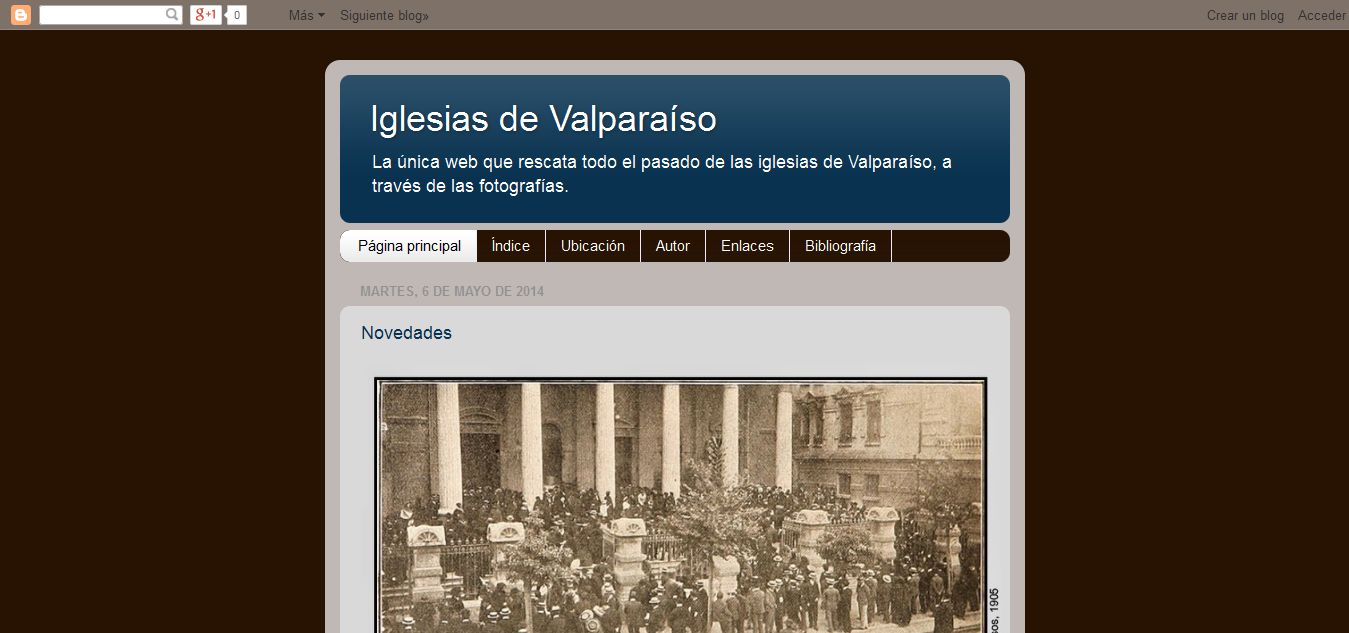 g+1 0 Más Siguiente blog» Crear un blog Acceder
Iglesias de Valparaíso
La única web que rescata todo el pasado de las iglesias de Valparaíso, a
través de las fotografías.
Página principal Índice Ubicación Autor Enlaces Bibliografía
MARTES, 6 DE MAYO DE 2014
Novedades
1905